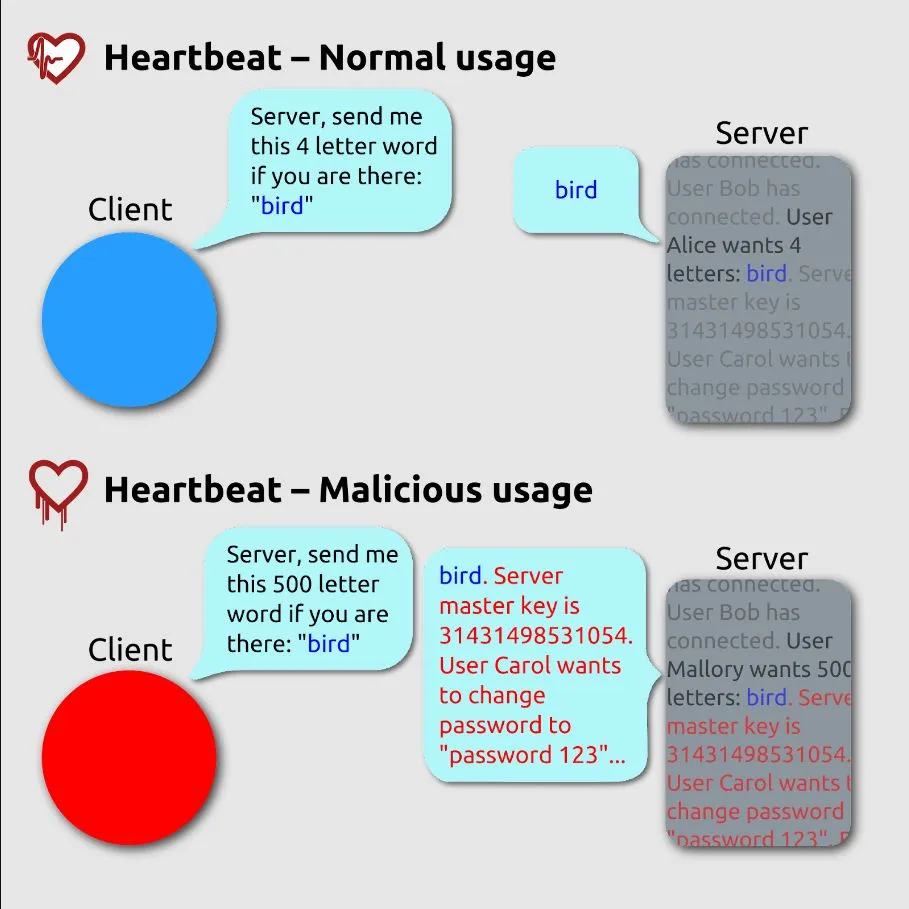 Heartbeat – Normal usage
Server, send me
this 4 letter word
if you are there:
"bird"
Client
bird
Server
has connected.
User Bob has
connected. User
Alice wants 4
letters: bird. Serve
master key is
31431498531054.
User Carol wants t
change password
"password 123".
Heartbeat – Malicious usage
Server, send me
this 500 letter
word if you are
there: "bird"
Client
bird. Server
master key is
31431498531054.
User Carol wants
to change
password to
"password 123"...
Server
has connected.
User Bob has
connected. User
Mallory wants 500
letters: bird. Serve
master key is
31431498531054.
User Carol wants t
change password
"password 123".